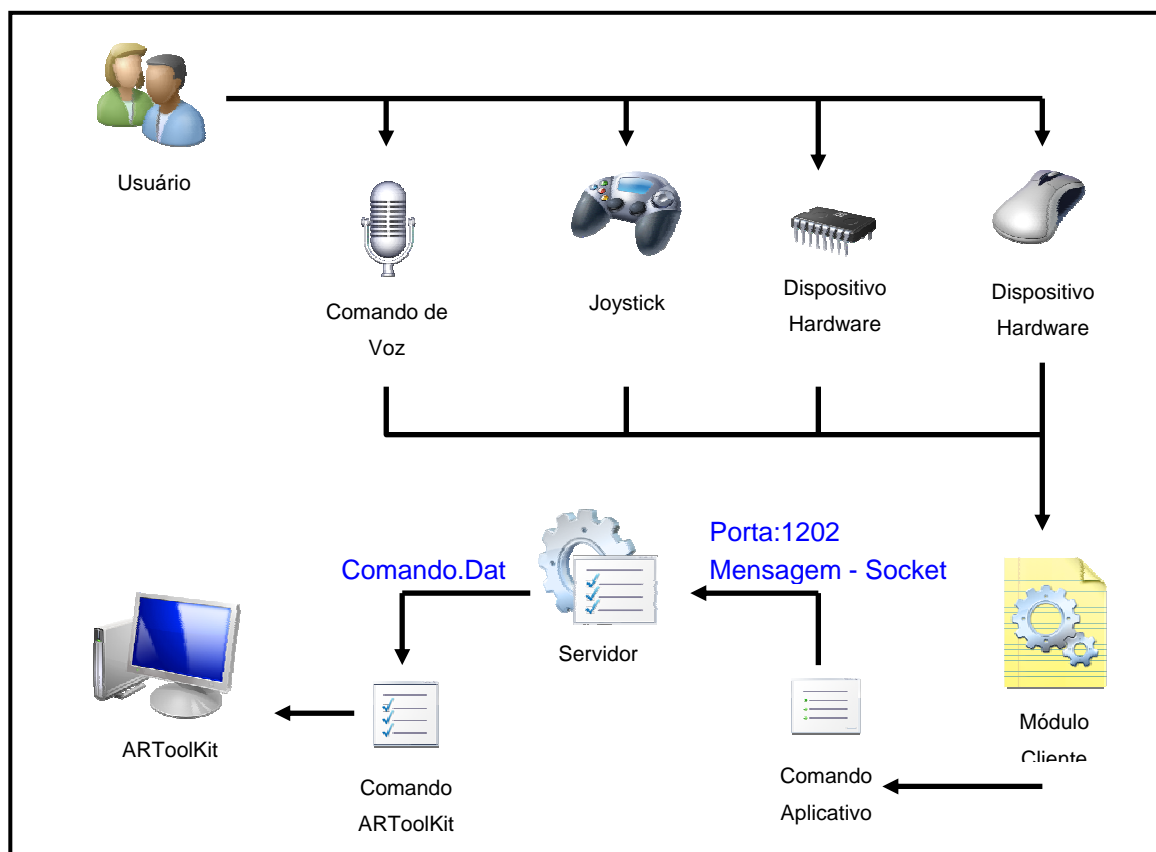 Usuário
Comando de
Voz
Joystick
Dispositivo
Hardware
Dispositivo
Hardware
Porta:1202
Mensagem - Socket
Comando.Dat
Servidor
Módulo
Cliente
ARToolKit
Comando
ARToolKit
Comando
Aplicativo